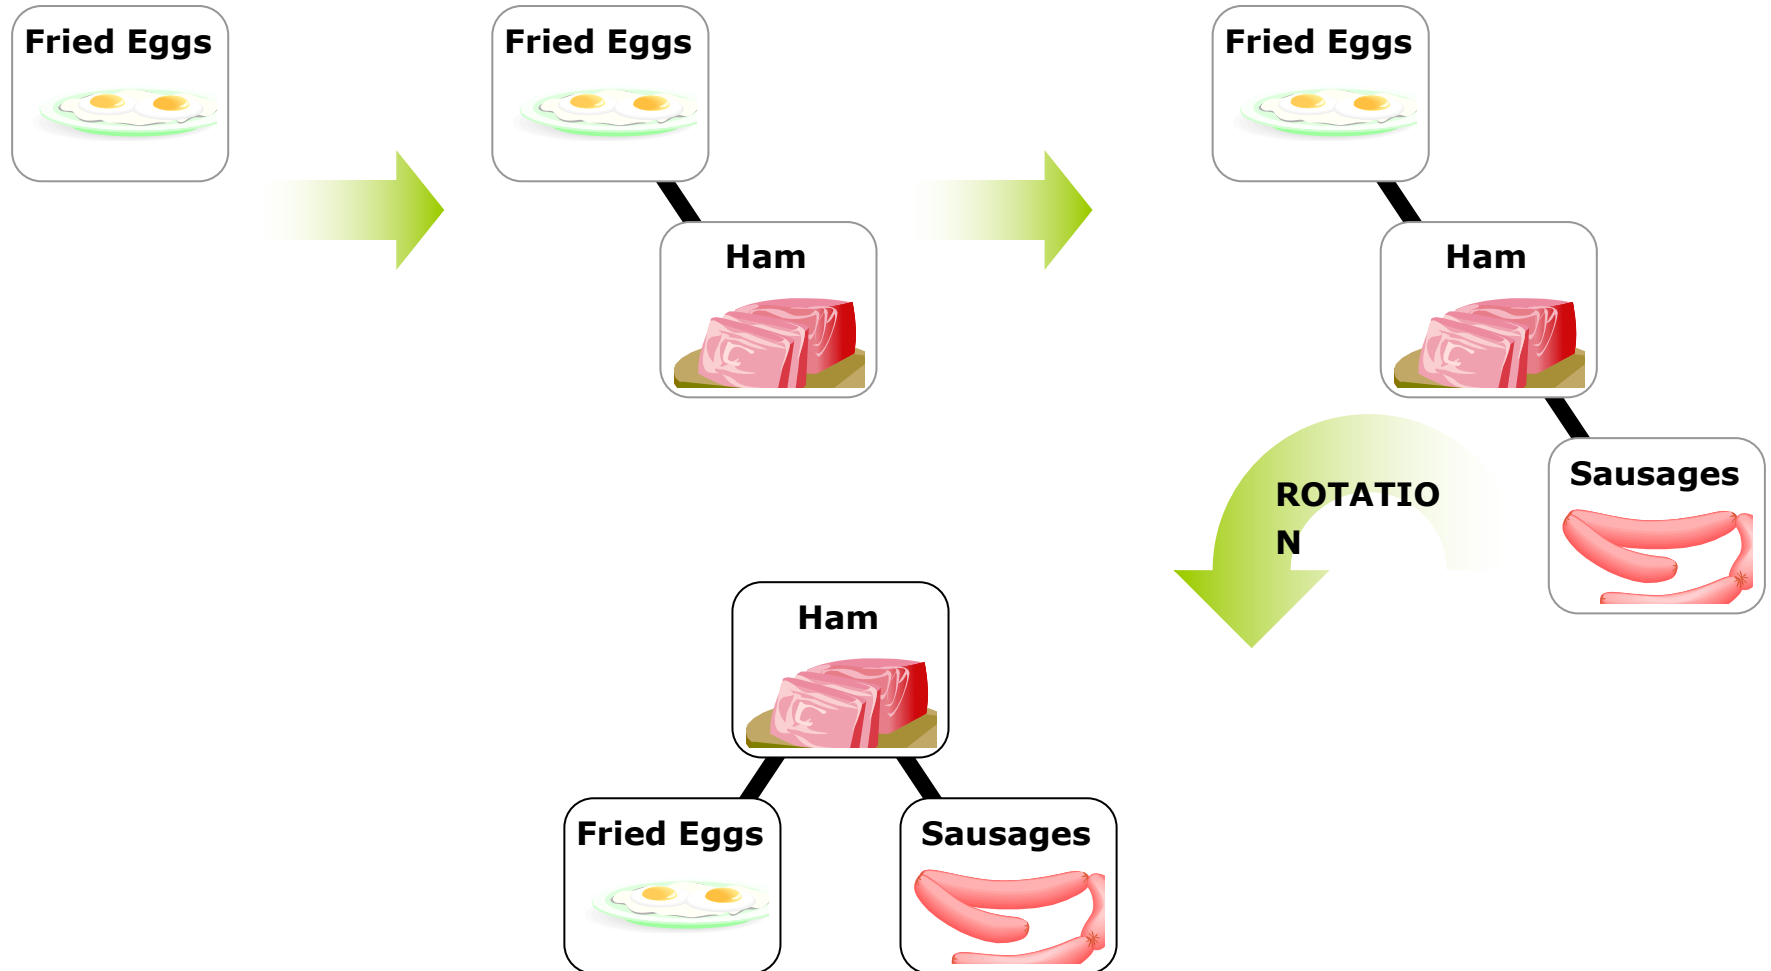 Fried Eggs
Fried Eggs
Fried Eggs
Ham
Ham
Sausages
ROTATIO
N
Ham
Fried Eggs
Sausages